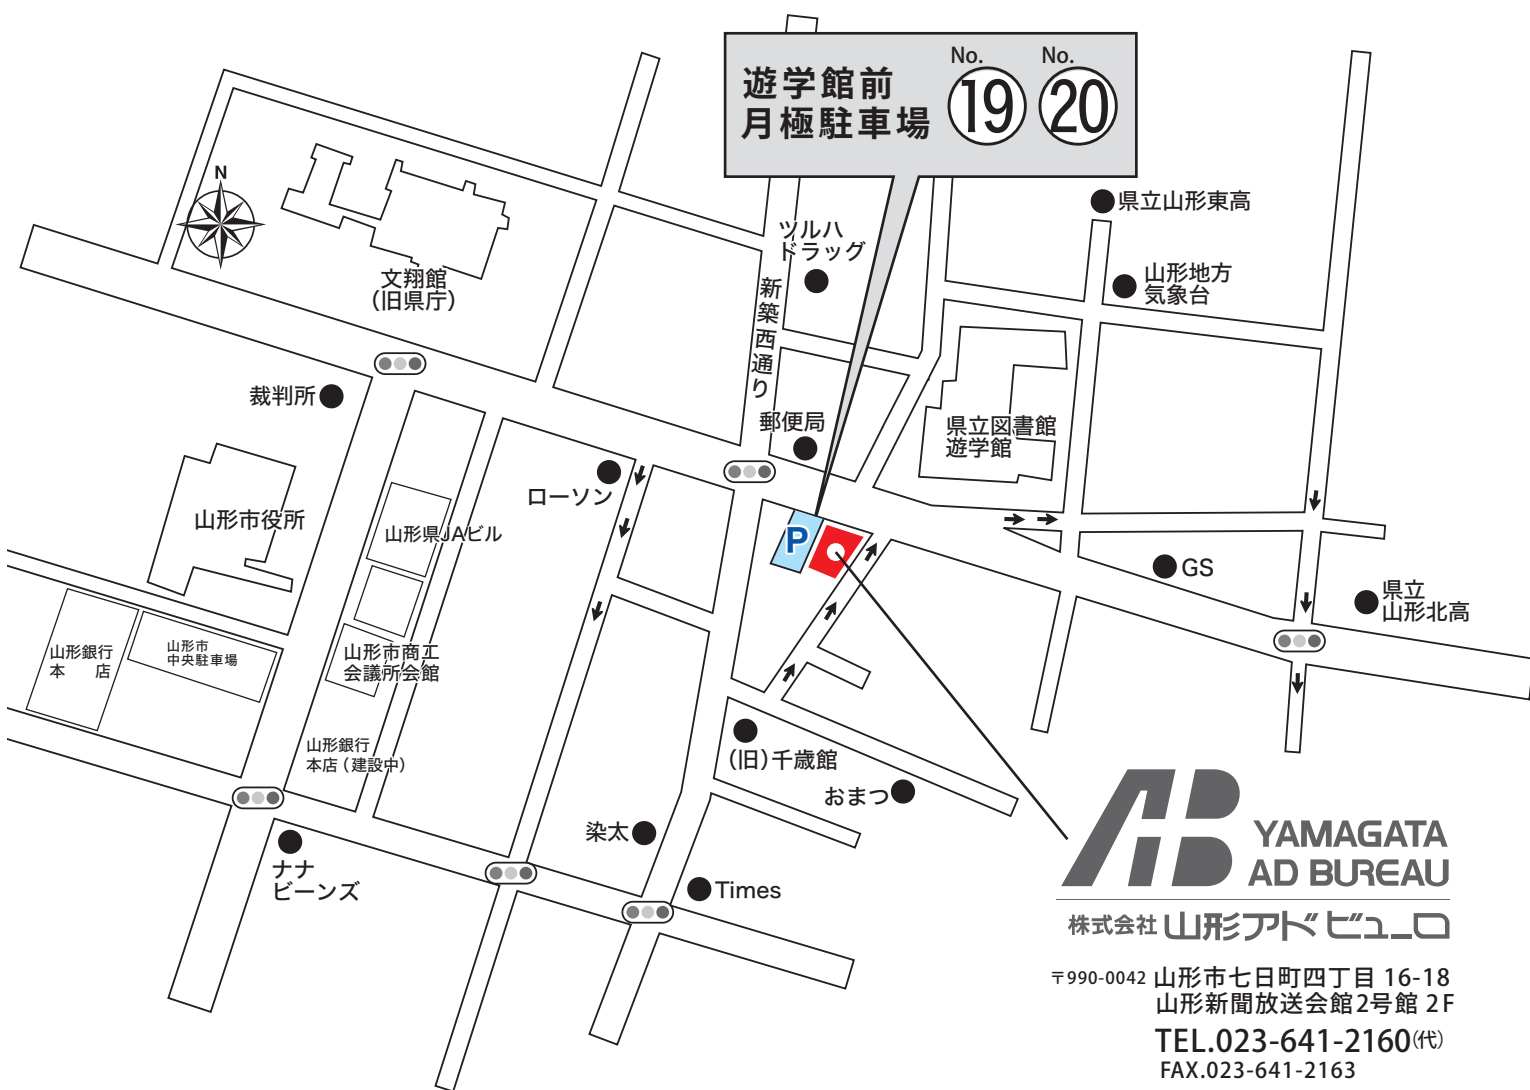 No.
No.
遊学館前
月極駐車場
19
20
N
県立山形東高
ツルハ
ドラッグ
山形地方
気象台
文翔館
(旧県庁)
新築西通り
裁判所
郵便局
県立図書館
遊学館
ローソン
山形市役所
山形県JAビル
P
GS
県立
山形北高
山形銀行
本　店
山形市
中央駐車場
山形市商工
会議所会館
山形銀行
本店(建設中)
(旧)千歳館
おまつ
染太
ナナ
ビーンズ
Times
AB
YAMAGATA
AD BUREAU
株式会社 山形アドビューロ
〒990-0042 山形市七日町四丁目 16-18
山形新聞放送会館2号館 2F
TEL.023-641-2160(代)
FAX.023-641-2163